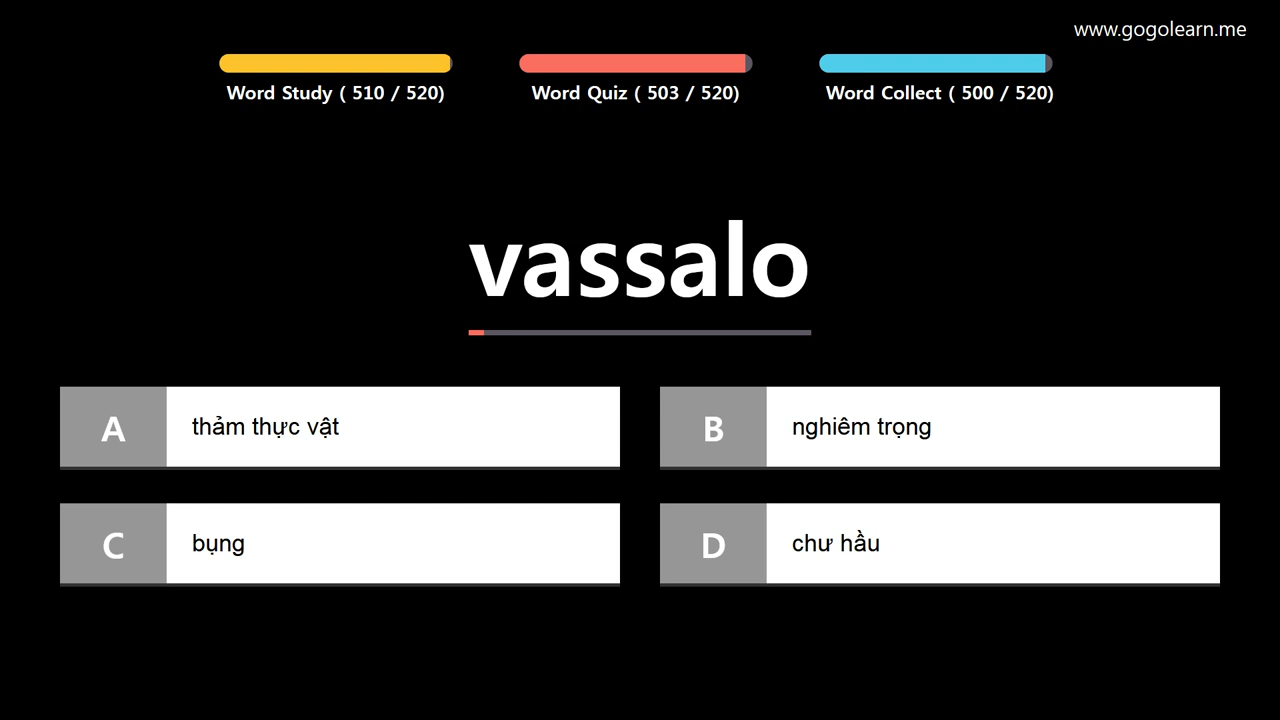 www.gogolearn.me
Word Study ( 510 / 520)
Word Quiz ( 503 / 520)
Word Collect ( 500 / 520)
vassalo
A
thảm thực vật
B
nghiêm trọng
C
bụng
D
chư hầu